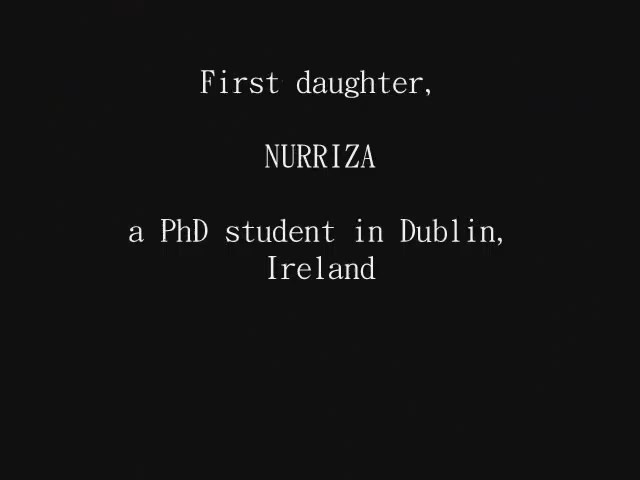 First daughter,
NURRIZA
a PhD student in Dublin,
Ireland